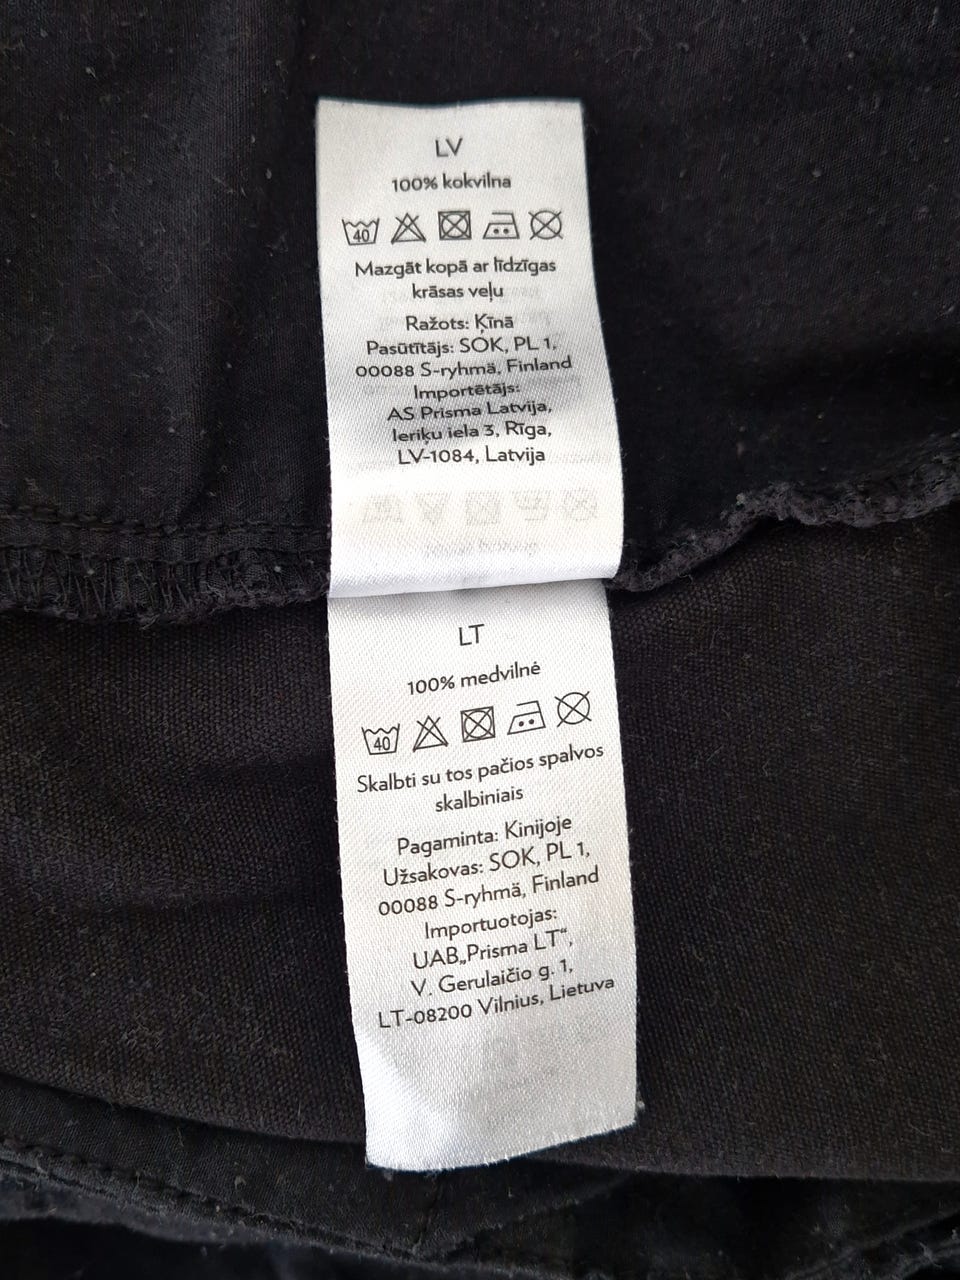 LV
100% kokvilna
40
Mazgāt kopā ar līdzīgas
krāsas veļu
Ražots: Ķīnā
Pasūtītājs: SOK, PL 1,
00088 S-ryhmä, Finland
Importētājs:
AS Prisma Latvija,
Ieriķu iela 3, Rīga,
LV-1084, Latvija
LT
100% medvilnė
40
Skalbti su tos pačios spalvos
skalbiniais
Pagaminta: Kinijoje
Užsakovas: SOK, PL 1,
00088 S-ryhmä, Finland
Importuotojas:
UAB„Prisma LT“,
V. Gerulaičio g. 1,
LT-08200 Vilnius, Lietuva